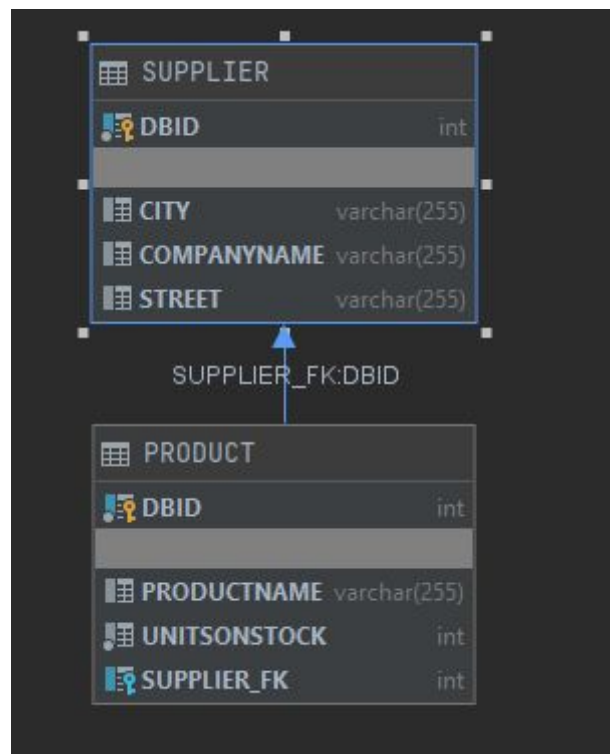 SUPPLIER
DBID int
CITY varchar(255)
COMPANYNAME varchar(255)
STREET varchar(255)
SUPPLIER_FK:DBID
PRODUCT
DBID int
PRODUCTNAME varchar(255)
UNITSONSTOCK int
SUPPLIER_FK int